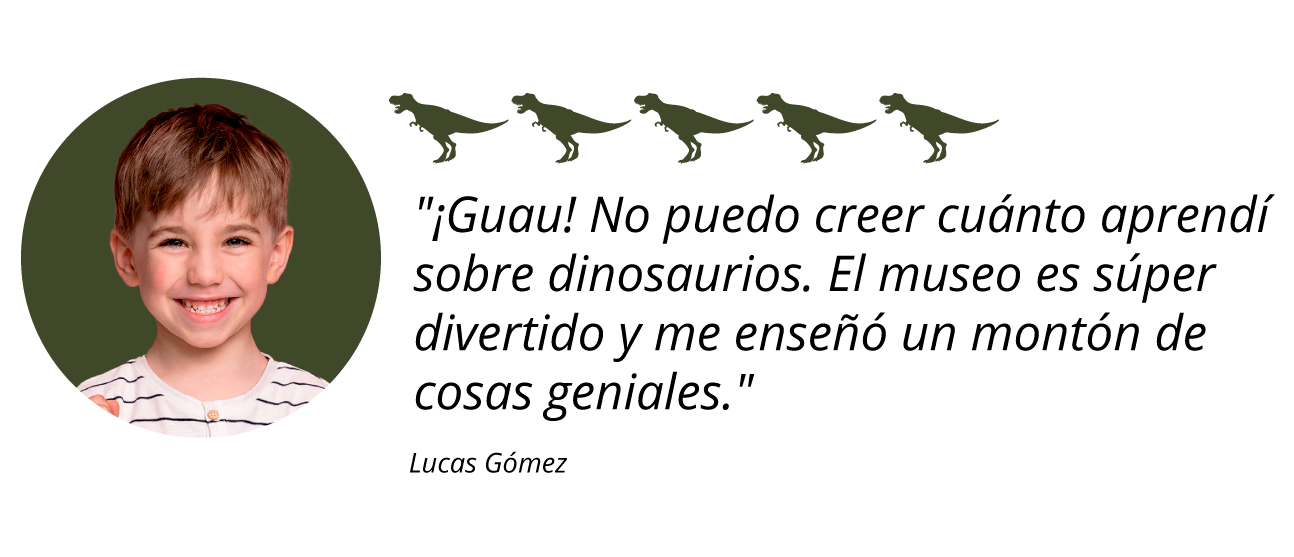 "¡Guau! No puedo creer cuánto aprendí
sobre dinosaurios. El museo es súper
divertido y me enseñó un montón de
cosas geniales."
Lucas Gómez